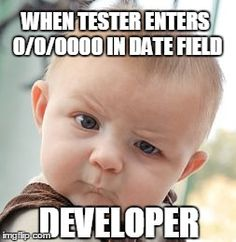 WHEN TESTER ENTERS
0/0/0000 IN DATE FIELD
DEVELOPER
imgflip.com